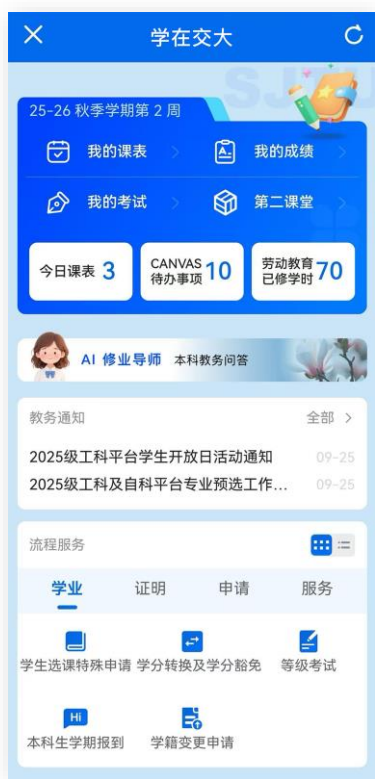 学在交大
SJTU
25-26 秋季学期第 2 周
我的课表
我的成绩
我的考试
第二课堂
今日课表 3
CANVAS
待办事项 10
劳动教育
已修学时 70
AI 修业导师 本科教务问答
教务通知 全部 >
2025级工科平台学生开放日活动通知 09-25
2025级工科及自科平台专业预选工作... 09-25
流程服务
学业 证明 申请 服务
学生选课特殊申请 学分转换及学分豁免 等级考试
Hi
本科生学期报到 学籍变更申请